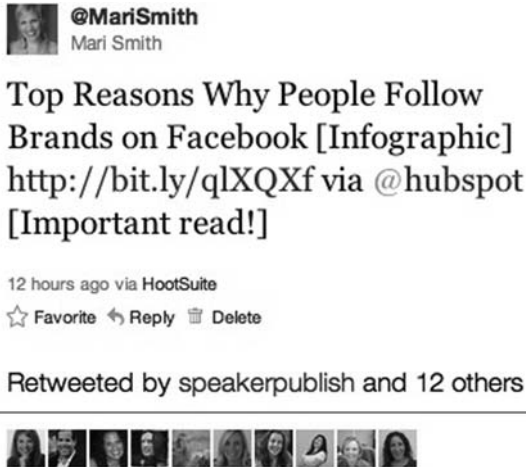 @MariSmith
Mari Smith
Top Reasons Why People Follow
Brands on Facebook [Infographic]
http://bit.ly/qlXQXf via @hubspot
[Important read!]
12 hours ago via HootSuite
Favorite Reply Delete
Retweeted by speakerpublish and 12 others